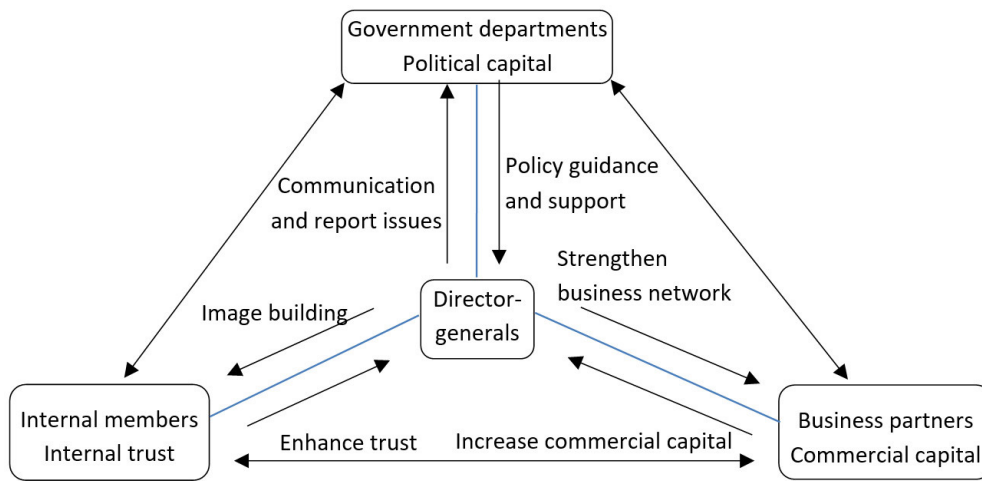 Government departments
Political capital
Communication
and report issues
Policy guidance
and support
Strengthen
business network
Image building
Director-
generals
Internal members
Internal trust
Enhance trust
Increase commercial capital
Business partners
Commercial capital